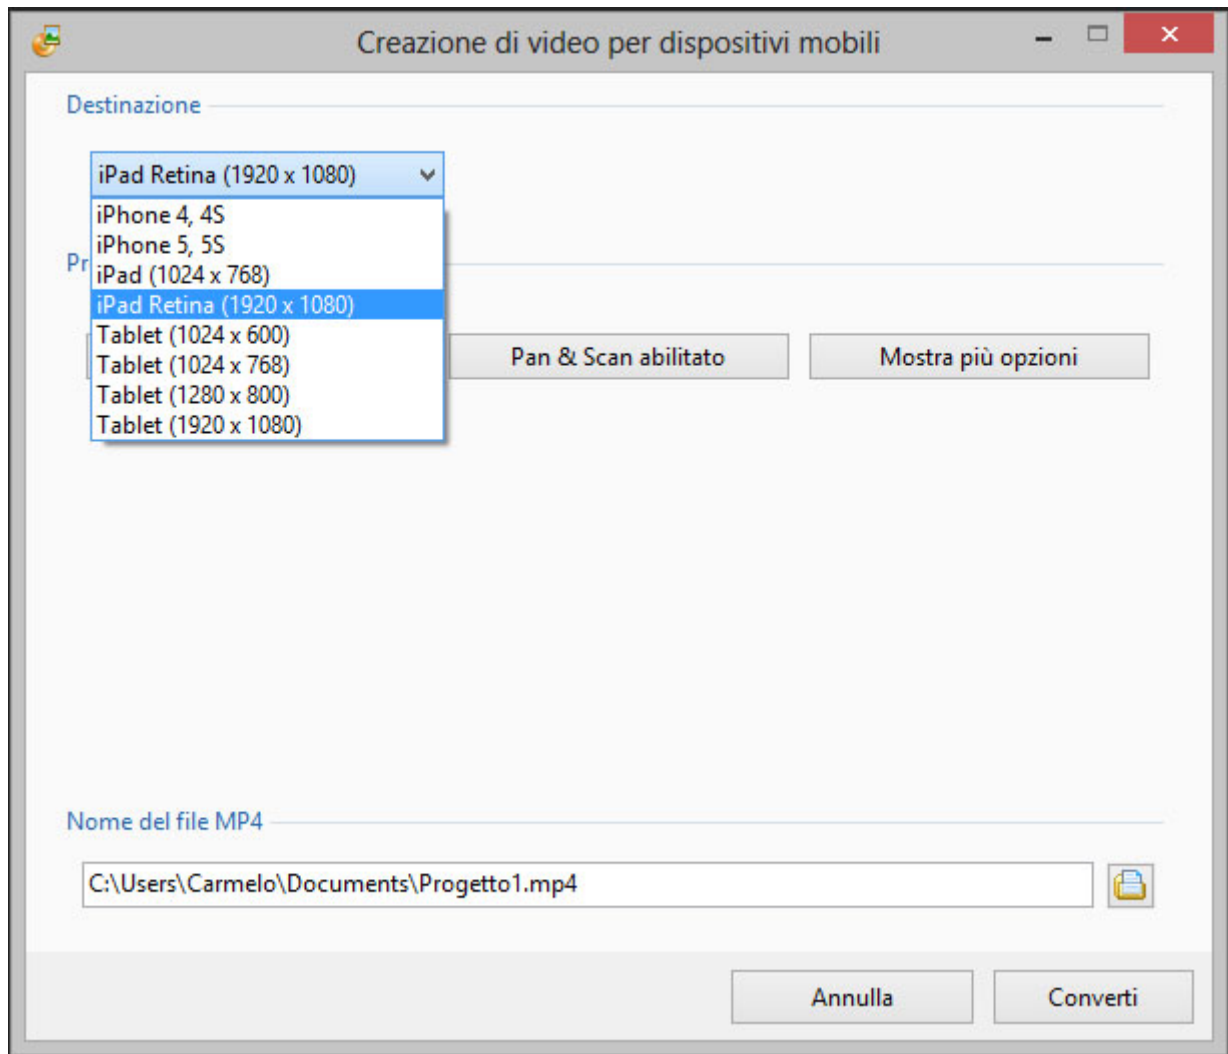 Creazione di video per dispositivi mobili
Destinazione
iPad Retina (1920 x 1080)
iPhone 4, 4S
iPhone 5, 5S
Pr
iPad (1024 x 768)
iPad Retina (1920 x 1080)
Tablet (1024 x 600)
Tablet (1024 x 768)
Tablet (1280 x 800)
Tablet (1920 x 1080)
Pan & Scan abilitato
Mostra più opzioni
Nome del file MP4
C:\Users\Carmelo\Documents\Progetto1.mp4
Annulla
Converti